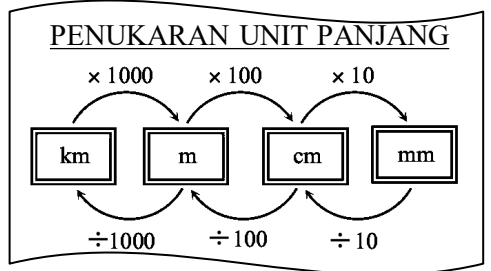 PENUKARAN UNIT PANJANG
× 1000 × 100 × 10
km m cm mm
÷1000 ÷100 ÷10